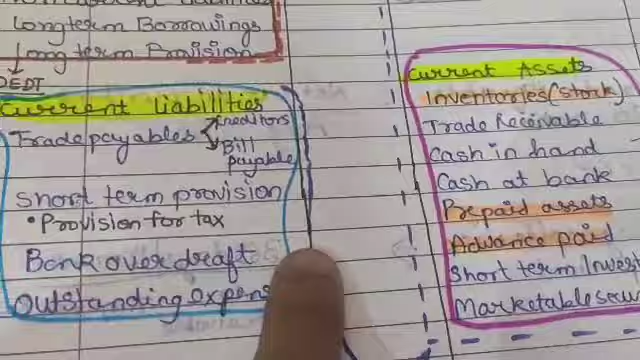 Longterm Borrowings
Long term Provision
DEBT
Current Liabilities
Trade payables
Creditors
Bill
payable
Short term provision
• Provision for tax
Bank overdraft
Outstanding expens
Current Assets
Inventories (stock)
Trade Receivable
Cash in hand
Cash at bank
Prepaid assets
Advance paid
Short term Invest
Marketable secu